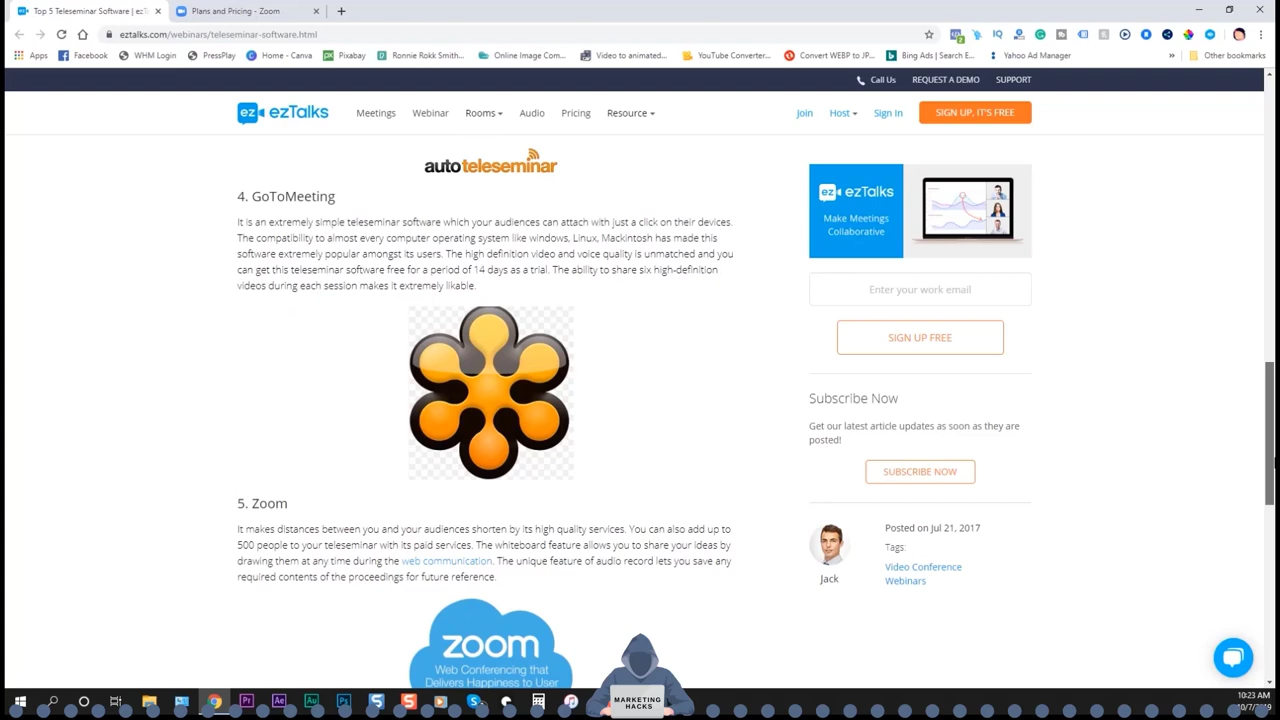 Top 5 Teleseminar Software | ezT
Plans and Pricing - Zoom
eztalks.com/webinars/teleseminar-software.html
Apps
Facebook
WHM Login
PressPlay
Home - Canva
Pixabay
Ronnie Rokk Smith...
Online Image Com...
Video to animated...
YouTube Converter...
Convert WEBP to JP...
Bing Ads | Search E...
Yahoo Ad Manager
»
Other bookmarks
Call Us
REQUEST A DEMO
SUPPORT
ez ezTalks
Meetings
Webinar
Rooms
Audio
Pricing
Resource
Join
Host
Sign In
SIGN UP, IT'S FREE
autoteleseminar
4. GoToMeeting
It is an extremely simple teleseminar software which your audiences can attach with just a click on their devices.
The compatibility to almost every computer operating system like windows, Linux, Mackintosh has made this
software extremely popular amongst its users. The high definition video and voice quality is unmatched and you
can get this teleseminar software free for a period of 14 days as a trial. The ability to share six high-definition
videos during each session makes it extremely likable.
5. Zoom
It makes distances between you and your audiences shorten by its high quality services. You can also add up to
500 people to your teleseminar with its paid services. The whiteboard feature allows you to share your ideas by
drawing them at any time during the web communication. The unique feature of audio record lets you save any
required contents of the proceedings for future reference.
zoom
Web Conferencing that
Delivers Happiness to User
ez ezTalks
Make Meetings
Collaborative
Enter your work email
SIGN UP FREE
Subscribe Now
Get our latest article updates as soon as they are
posted!
SUBSCRIBE NOW
Jack
Posted on Jul 21, 2017
Tags:
Video Conference
Webinars
MARKETING
HACKS
10:23 AM
10/7/2019